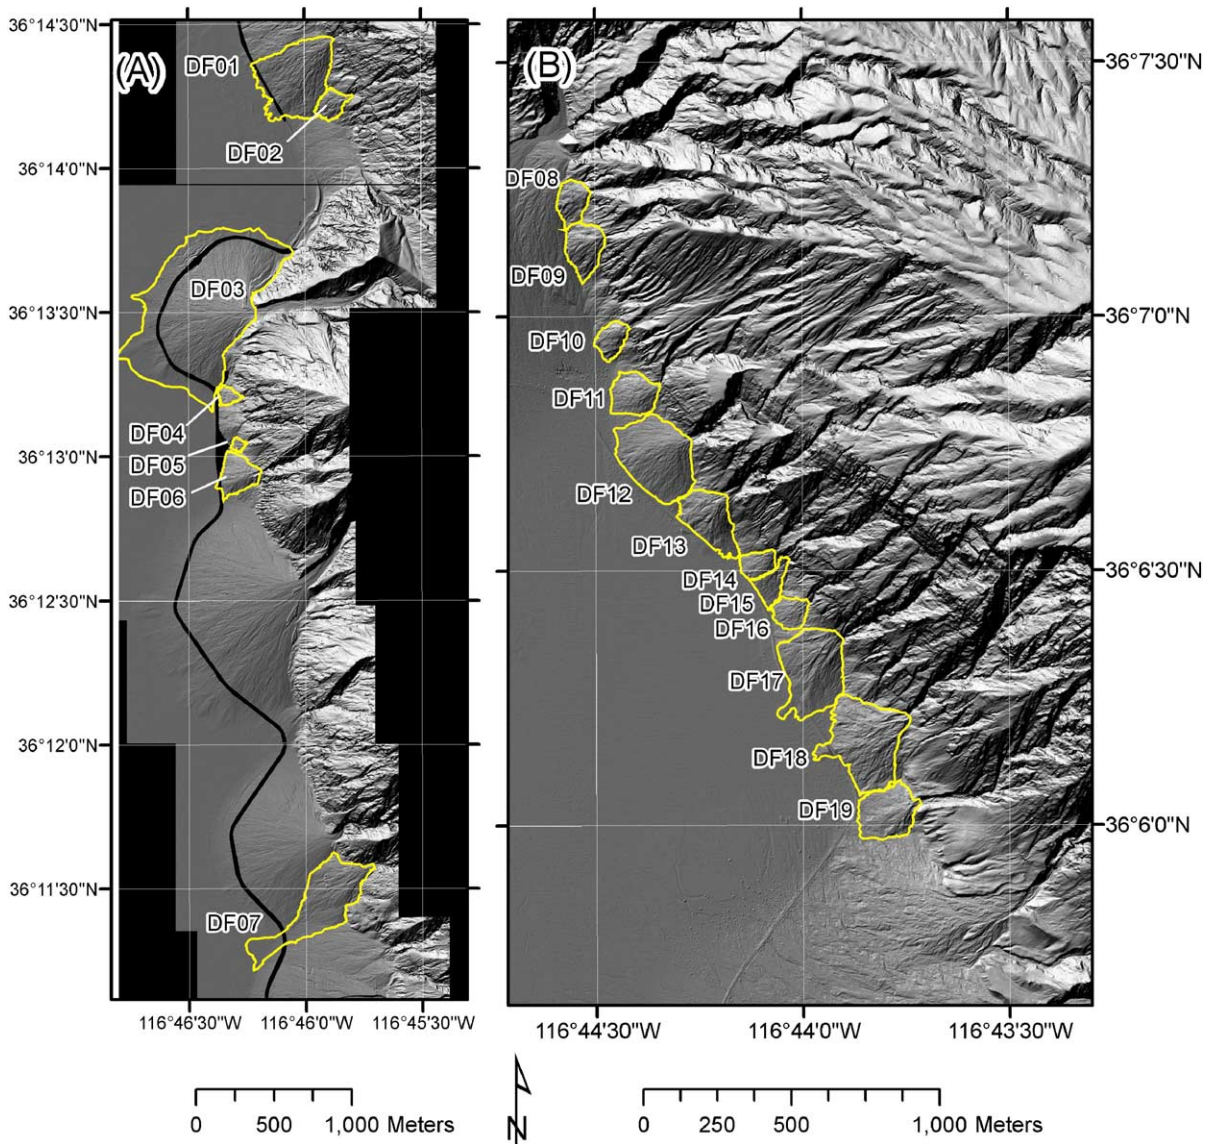 36°14'30"N
36°14'0"N
36°13'30"N
36°13'0"N
36°12'30"N
36°12'0"N
36°11'30"N
(A)
DF01
DF02
DF03
DF04
DF05
DF06
DF07
116°46'30"W 116°46'0"W 116°45'30"W
0 500 1,000 Meters
N
(B)
DF08
DF09
DF10
DF11
DF12
DF13
DF14
DF15
DF16
DF17
DF18
DF19
36°7'30"N
36°7'0"N
36°6'30"N
36°6'0"N
116°44'30"W 116°44'0"W 116°43'30"W
0 250 500 1,000 Meters